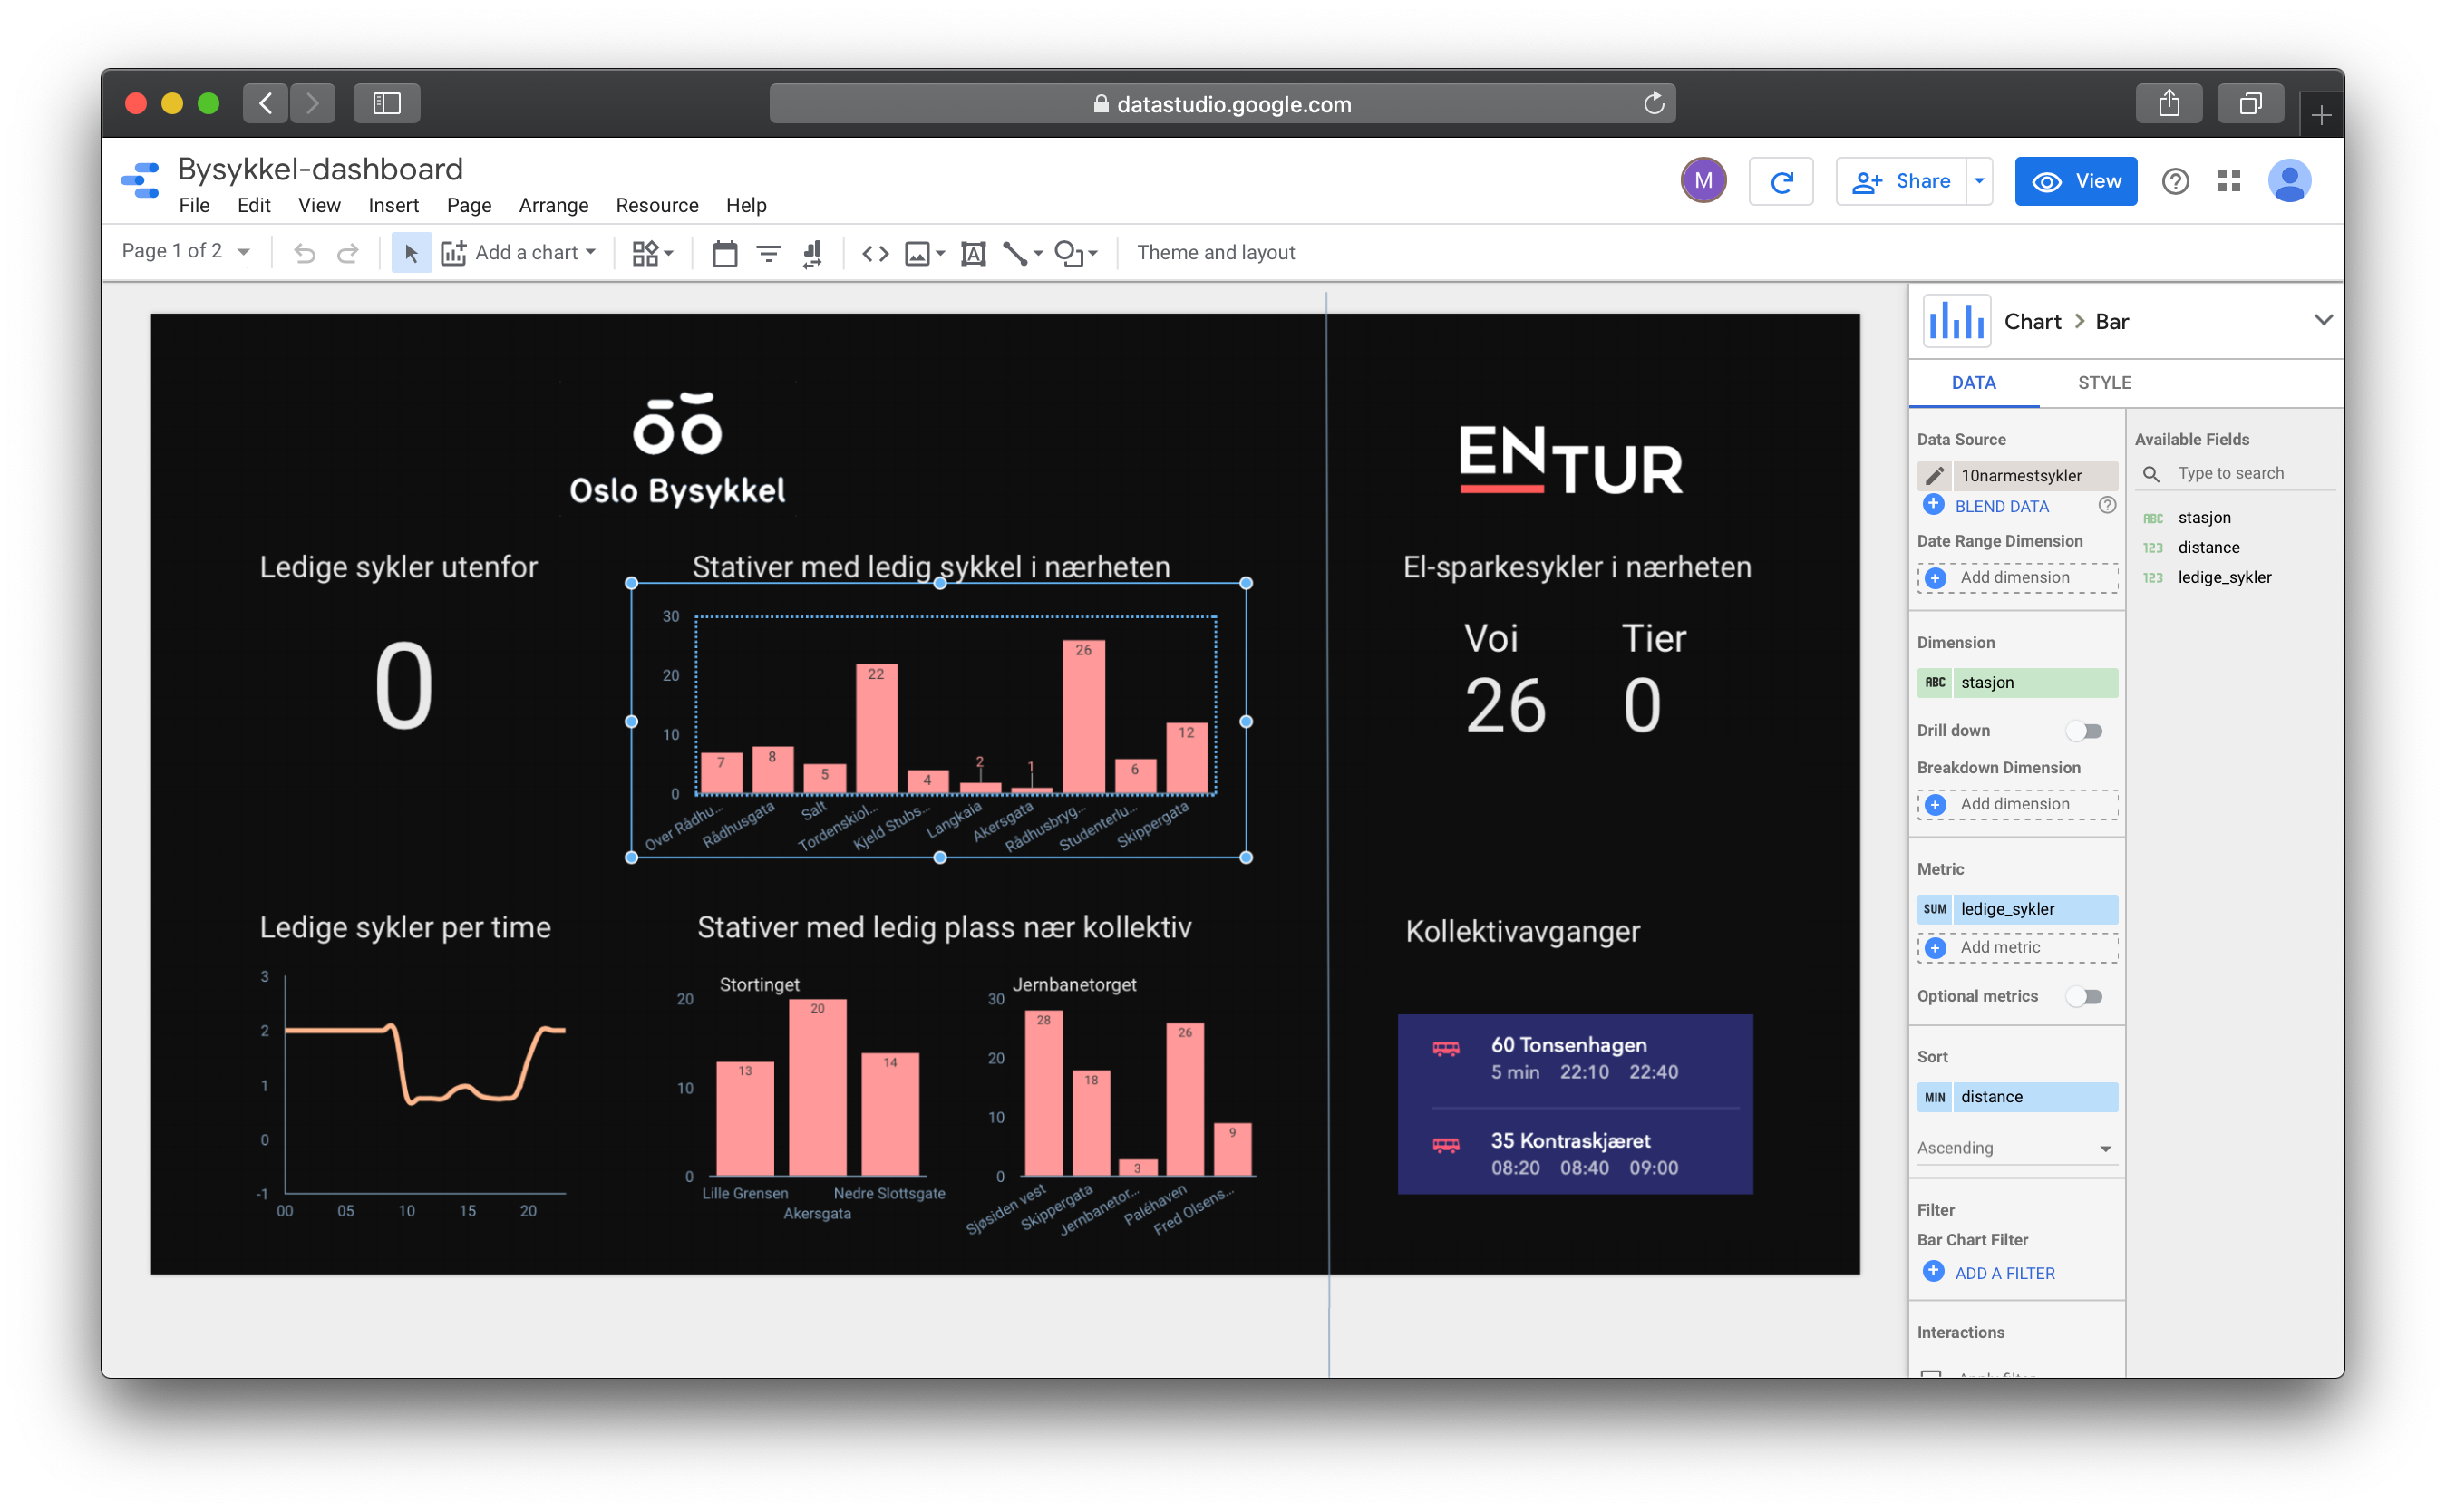 datastudio.google.com
Bysykkel-dashboard
File Edit View Insert Page Arrange Resource Help
M
Share
View
Page 1 of 2
Add a chart
Theme and layout
Oslo Bysykkel
Ledige sykler utenfor
0
Stativer med ledig sykkel i nærheten
30
20
10
0
7 8 5 22 4 2 1 26 6 12
Over Rådhu... Rådhusgata Salt Tordenskiol... Kjeld Stubs... Langkaia Akersgata Rådhusbryg... Studenterlu... Skippergata
Ledige sykler per time
3
2
1
0
-1
00 05 10 15 20
Stativer med ledig plass nær kollektiv
Stortinget
20
10
0
13 20 14
Lille Grensen Nedre Slottsgate
Akersgata
Jernbanetorget
30
20
10
0
28 18 3 26 9
Sjøsiden vest Skippergata Jernbanetor... Paléhaven Fred Olsens...
ENTUR
El-sparkesykler i nærheten
Voi Tier
26 0
Kollektivavganger
60 Tonsenhagen
5 min 22:10 22:40
35 Kontraskjæret
08:20 08:40 09:00
Chart > Bar
DATA STYLE
Data Source
10narmestsykler
BLEND DATA
Date Range Dimension
Add dimension
Dimension
ABC stasjon
Drill down
Breakdown Dimension
Add dimension
Metric
SUM ledige_sykler
Add metric
Optional metrics
Sort
MIN distance
Ascending
Filter
Bar Chart Filter
ADD A FILTER
Interactions
Available Fields
Type to search
ABC stasjon
123 distance
123 ledige_sykler